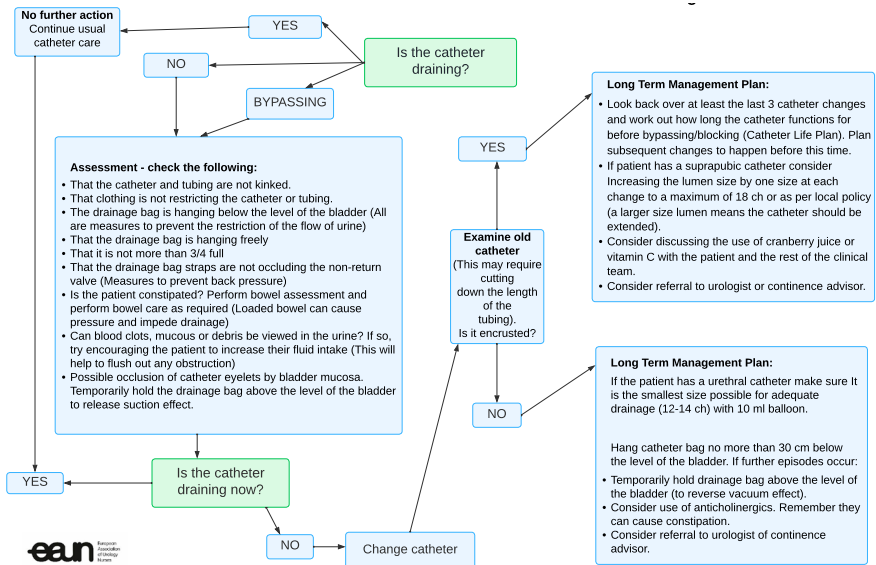 No further action
Continue usual
catheter care
YES
Is the catheter
draining?
NO
BYPASSING
Assessment - check the following:
• That the catheter and tubing are not kinked.
• That clothing is not restricting the catheter or tubing.
• The drainage bag is hanging below the level of the bladder (All
are measures to prevent the restriction of the flow of urine)
• That the drainage bag is hanging freely
• That it is not more than 3/4 full
• That the drainage bag straps are not occluding the non-return
valve (Measures to prevent back pressure)
• Is the patient constipated? Perform bowel assessment and
perform bowel care as required (Loaded bowel can cause
pressure and impede drainage)
• Can blood clots, mucous or debris be viewed in the urine? If so,
try encouraging the patient to increase their fluid intake (This will
help to flush out any obstruction)
• Possible occlusion of catheter eyelets by bladder mucosa.
Temporarily hold the drainage bag above the level of the bladder
to release suction effect.
Is the catheter
draining now?
YES
NO
Change catheter
Examine old
catheter
(This may require
cutting
down the length
of the
tubing).
Is it encrusted?
YES
Long Term Management Plan:
• Look back over at least the last 3 catheter changes
and work out how long the catheter functions for
before bypassing/blocking (Catheter Life Plan). Plan
subsequent changes to happen before this time.
• If patient has a suprapubic catheter consider
Increasing the lumen size by one size at each
change to a maximum of 18 ch or as per local policy
(a larger size lumen means the catheter should be
extended).
• Consider discussing the use of cranberry juice or
vitamin C with the patient and the rest of the clinical
team.
• Consider referral to urologist or continence advisor.
NO
Long Term Management Plan:
If the patient has a urethral catheter make sure It
is the smallest size possible for adequate
drainage (12-14 ch) with 10 ml balloon.
Hang catheter bag no more than 30 cm below
the level of the bladder. If further episodes occur:
• Temporarily hold drainage bag above the level of
the bladder (to reverse vacuum effect).
• Consider use of anticholinergics. Remember they
can cause constipation.
• Consider referral to urologist of continence
advisor.
eaun
European
Association
of Urology
Nurses